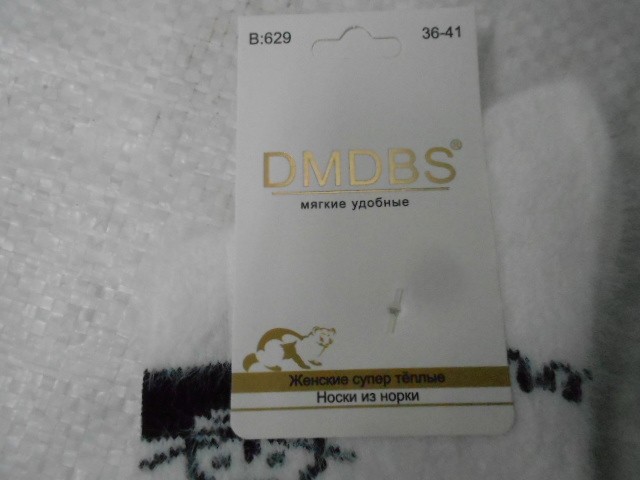 B:629 36-41
DMDBS®
мягкие удобные
Женские супер тёплые
Носки из норки